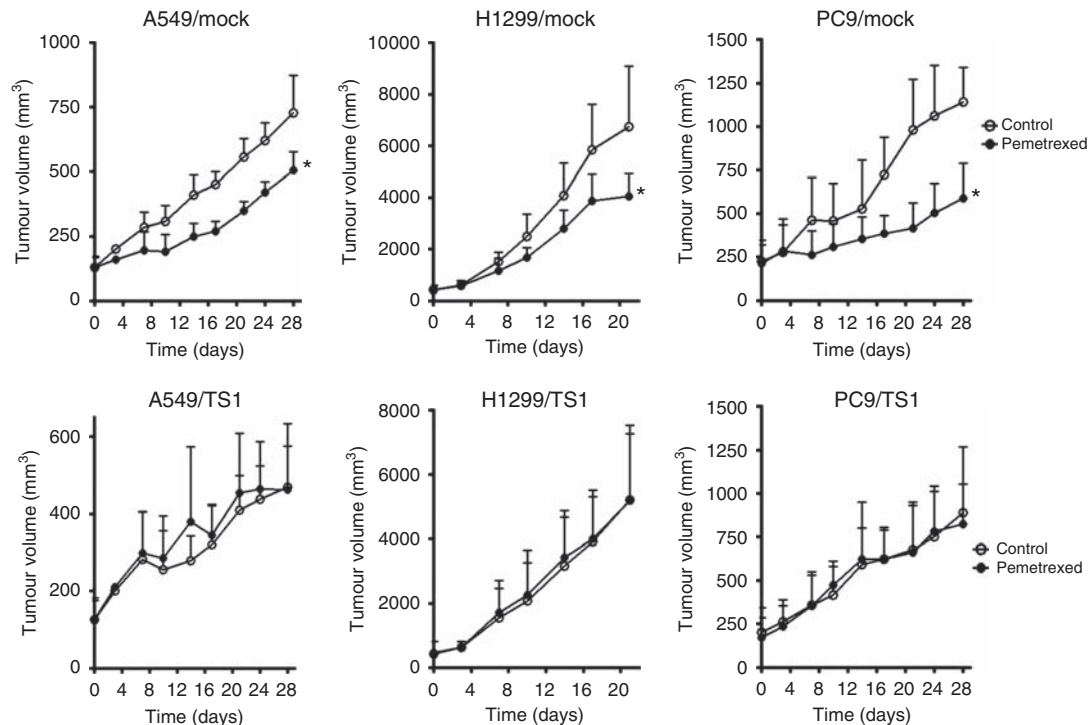 A549/mock
H1299/mock
PC9/mock
Tumour volume (mm³)
1000
750
500
250
0
*
0 4 8 12 16 20 24 28
Time (days)
Tumour volume (mm³)
10000
8000
6000
4000
2000
0
*
0 4 8 12 16 20
Time (days)
Tumour volume (mm³)
1500
1250
1000
750
500
250
0
*
0 4 8 12 16 20 24 28
Time (days)
Control
Pemetrexed
A549/TS1
H1299/TS1
PC9/TS1
Tumour volume (mm³)
600
400
200
0
0 4 8 12 16 20 24 28
Time (days)
Tumour volume (mm³)
8000
6000
4000
2000
0
0 4 8 12 16 20
Time (days)
Tumour volume (mm³)
1500
1250
1000
750
500
250
0
0 4 8 12 16 20 24 28
Time (days)
Control
Pemetrexed